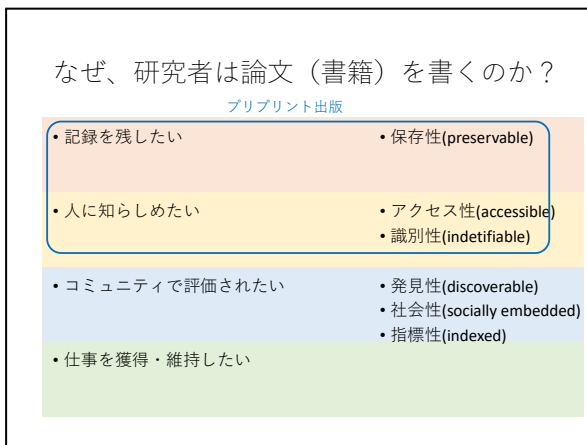 なぜ、研究者は論文（書籍）を書くのか？
プリプリント出版
• 記録を残したい
• 保存性(preservable)
• 人に知らしめたい
• アクセス性(accessible)
• 識別性(indetifiable)
• コミュニティで評価されたい
• 発見性(discoverable)
• 社会性(socially embedded)
• 指標性(indexed)
• 仕事を獲得・維持したい